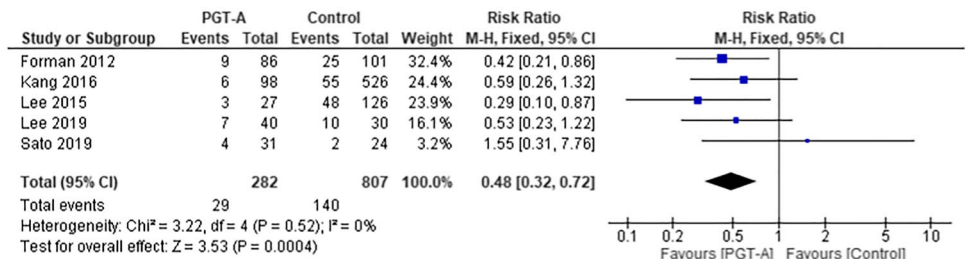 PGT-A Control Risk Ratio Risk Ratio
Study or Subgroup Events Total Events Total Weight M-H, Fixed, 95% CI M-H, Fixed, 95% CI
Forman 2012 9 86 25 101 32.4% 0.42 [0.21, 0.86]
Kang 2016 6 98 55 526 24.4% 0.59 [0.26, 1.32]
Lee 2015 3 27 48 126 23.9% 0.29 [0.10, 0.87]
Lee 2019 7 40 10 30 16.1% 0.53 [0.23, 1.22]
Sato 2019 4 31 2 24 3.2% 1.55 [0.31, 7.76]
Total (95% CI) 282 807 100.0% 0.48 [0.32, 0.72]
Total events 29 140
Heterogeneity: Chi² = 3.22, df = 4 (P = 0.52); I² = 0%
Test for overall effect: Z = 3.53 (P = 0.0004)
0.1 0.2 0.5 1 2 5 10
Favours [PGT-A] Favours [Control]